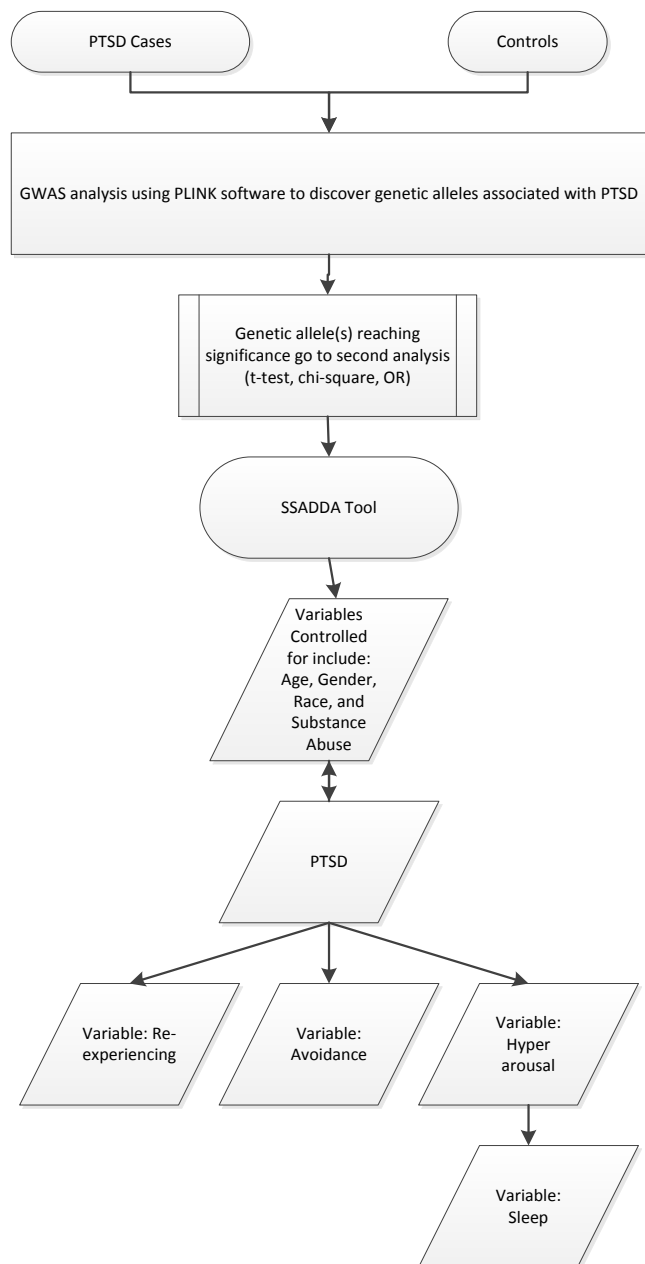 PTSD Cases
Controls
GWAS analysis using PLINK software to discover genetic alleles associated with PTSD
Genetic allele(s) reaching
significance go to second analysis
(t-test, chi-square, OR)
SSADDA Tool
Variables
Controlled
for include:
Age, Gender,
Race, and
Substance
Abuse
PTSD
Variable: Re-
experiencing
Variable:
Avoidance
Variable:
Hyper
arousal
Variable:
Sleep